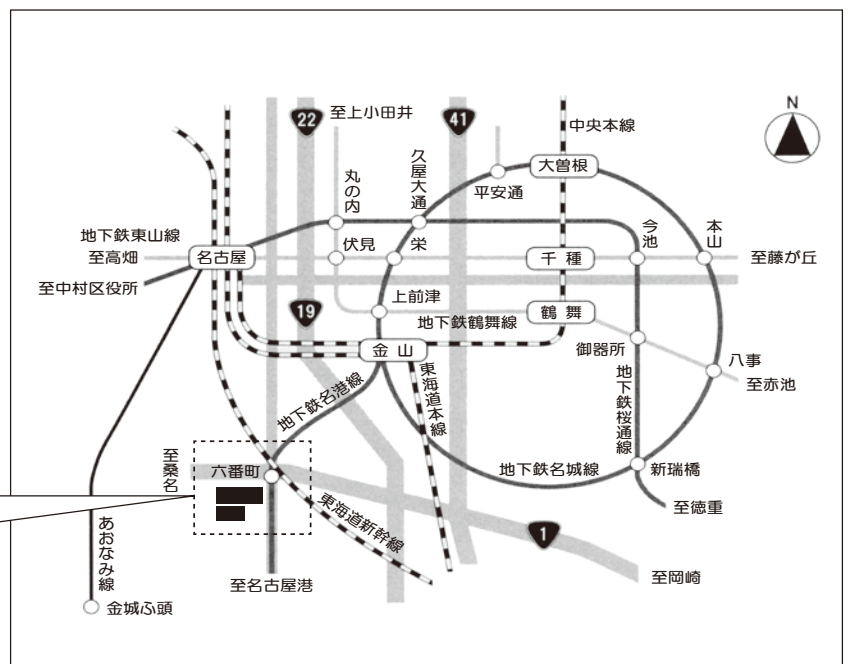 N
22
至上小田井
41
中央本線
大曽根
久屋大通
平安通
丸の内
今池
本山
地下鉄東山線
至高畑
名古屋
伏見
栄
千種
至藤が丘
至中村区役所
上前津
19
地下鉄鶴舞線
鶴舞
御器所
金山
八事
至赤池
東海道本線
地下鉄桜通線
地下鉄名港線
至桑名
六番町
地下鉄名城線
新瑞橋
至徳重
あおなみ線
東海道新幹線
1
至名古屋港
至岡崎
金城ふ頭